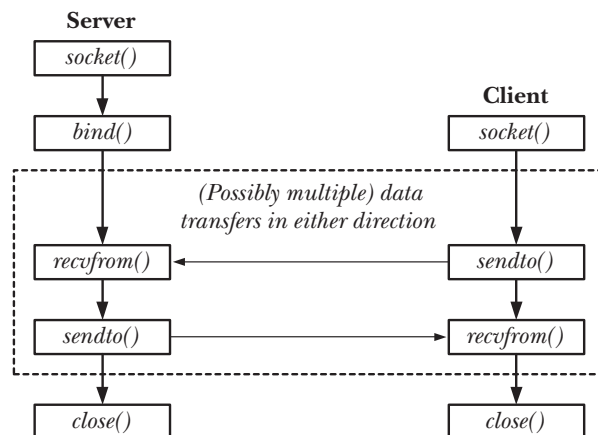 Server
socket()
Client
bind()
socket()
(Possibly multiple) data
transfers in either direction
recvfrom()
sendto()
sendto()
recvfrom()
close()
close()